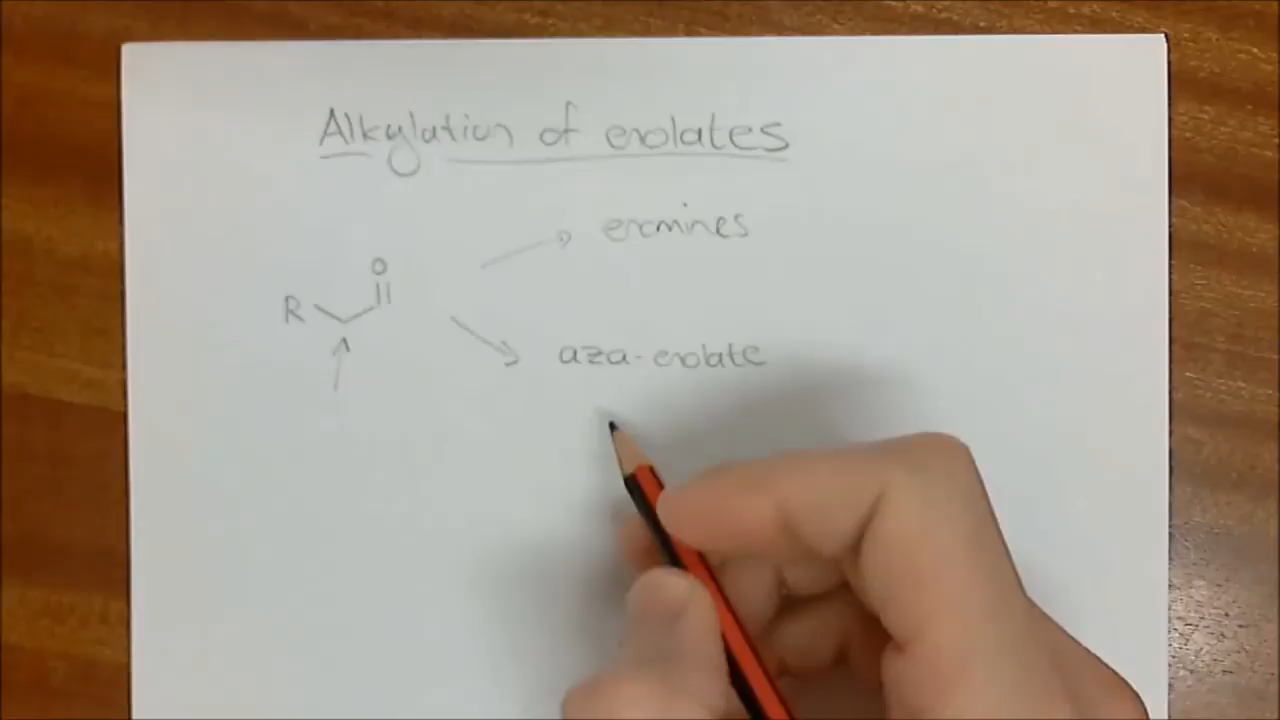 Alkylation of enolates
enamines
O
R
aza-enolate